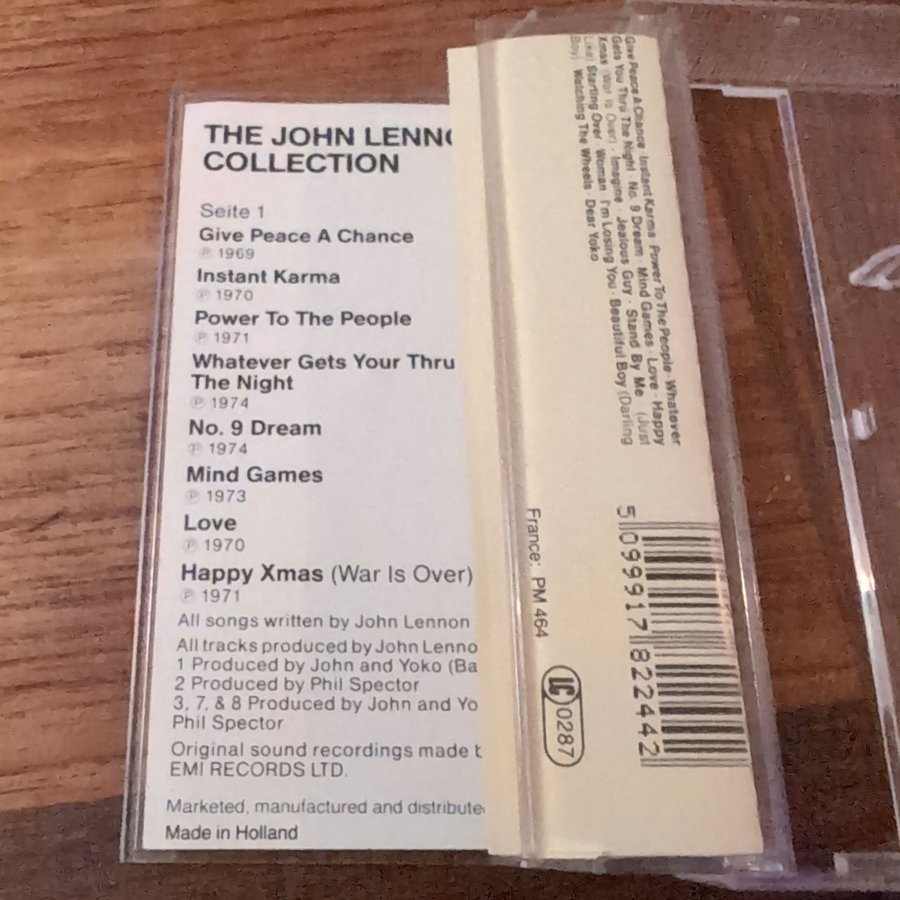 THE JOHN LENNO
COLLECTION
Seite 1
Give Peace A Chance
℗ 1969
Instant Karma
℗ 1970
Power To The People
℗ 1971
Whatever Gets Your Thru
The Night
℗ 1974
No. 9 Dream
℗ 1974
Mind Games
℗ 1973
Love
℗ 1970
Happy Xmas (War Is Over)
℗ 1971
All songs written by John Lennon
All tracks produced by John Lenno
1 Produced by John and Yoko (Ba
2 Produced by Phil Spector
3, 7, & 8 Produced by John and Yo
Phil Spector
Original sound recordings made b
EMI RECORDS LTD.
Marketed, manufactured and distribute
Made in Holland
Give Peace A Chance · Instant Karma · Power To The People · Whatever
Gets You Thru The Night · No. 9 Dream · Mind Games · Love · Happy
Xmas (War Is Over) · Imagine · Jealous Guy · Stand By Me · (Just
Like) Starting Over · Woman · I'm Losing You · Beautiful Boy (Darling
Boy) · Watching The Wheels · Dear Yoko
5 099917 822442
France: PM 464
LC 0287